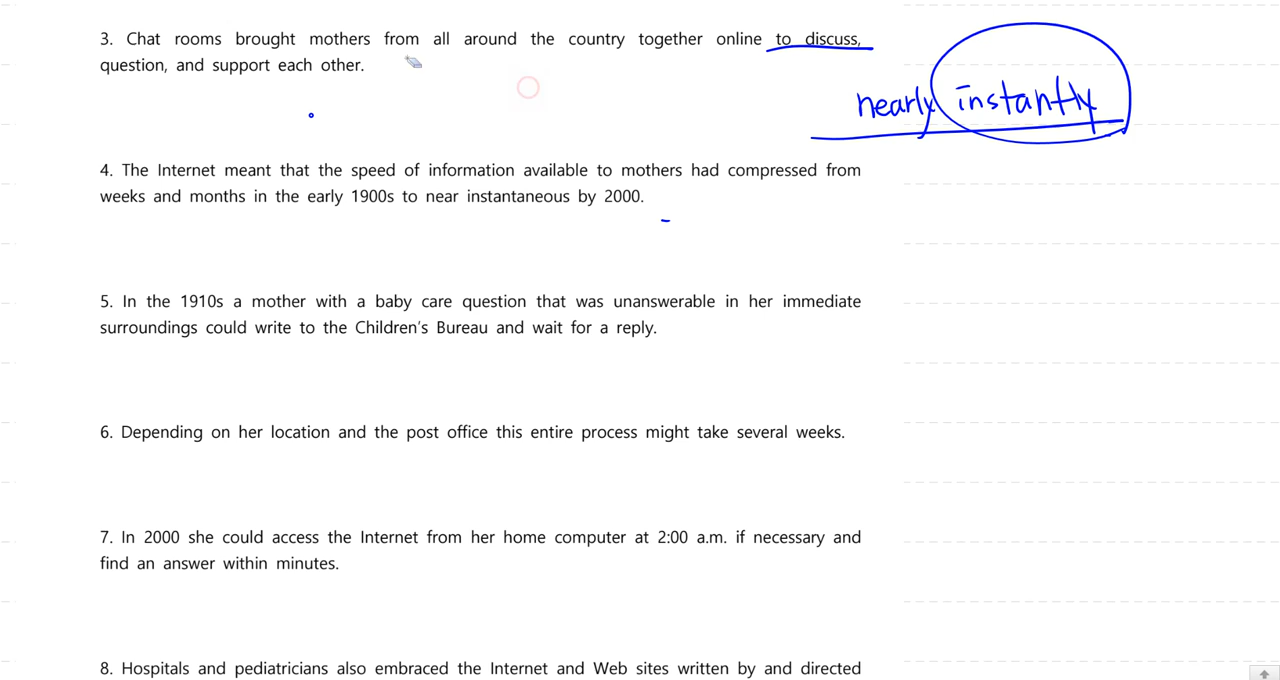 3. Chat rooms brought mothers from all around the country together online to discuss,
question, and support each other.
nearly instantly
4. The Internet meant that the speed of information available to mothers had compressed from
weeks and months in the early 1900s to near instantaneous by 2000.
5. In the 1910s a mother with a baby care question that was unanswerable in her immediate
surroundings could write to the Children's Bureau and wait for a reply.
6. Depending on her location and the post office this entire process might take several weeks.
7. In 2000 she could access the Internet from her home computer at 2:00 a.m. if necessary and
find an answer within minutes.
8. Hospitals and pediatricians also embraced the Internet and Web sites written by and directed